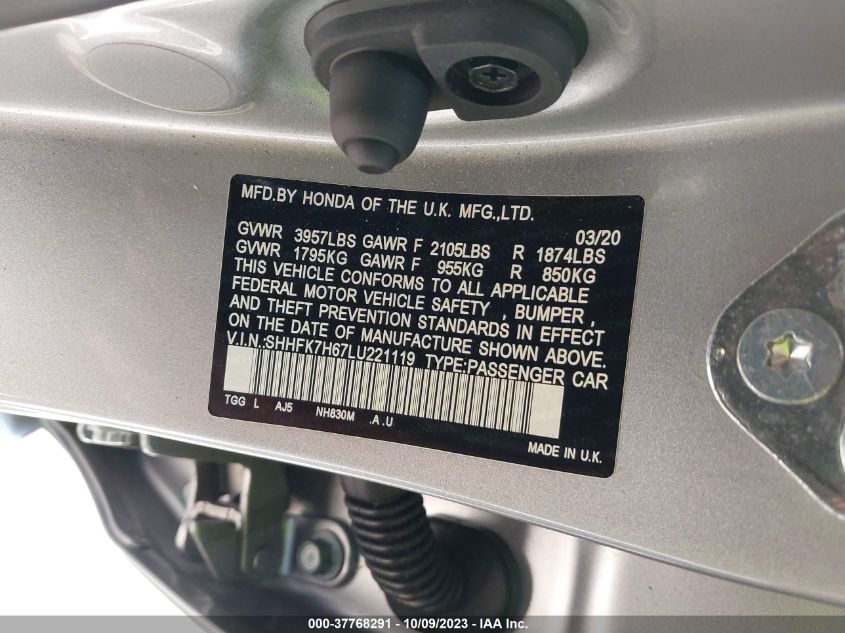 MFD.BY HONDA OF THE U.K. MFG.,LTD.
03/20
GVWR 3957LBS GAWR F 2105LBS R 1874LBS
GVWR 1795KG GAWR F 955KG R 850KG
THIS VEHICLE CONFORMS TO ALL APPLICABLE
FEDERAL MOTOR VEHICLE SAFETY , BUMPER ,
AND THEFT PREVENTION STANDARDS IN EFFECT
ON THE DATE OF MANUFACTURE SHOWN ABOVE.
V.I.N.:SHHFK7H67LU221119 TYPE:PASSENGER CAR
TGG L AJ5 NH830M .A .U
MADE IN U.K.
000-37768291 - 10/09/2023 - IAA Inc.